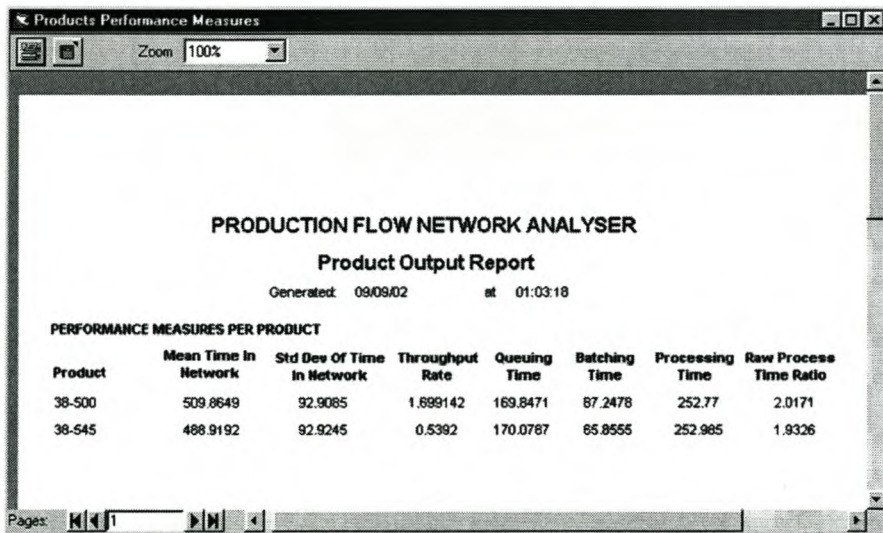 Products Performance Measures
Zoom 100%
PRODUCTION FLOW NETWORK ANALYSER
Product Output Report
Generated: 09/09/02 at 01:03:18
PERFORMANCE MEASURES PER PRODUCT
Product Mean Time In Network Std Dev Of Time In Network Throughput Rate Queuing Time Batching Time Processing Time Raw Process Time Ratio
38-500 509.8649 92.9085 1.699142 169.8471 87.2478 252.77 2.0171
38-545 488.9192 92.9245 0.5392 170.0787 65.8555 252.985 1.9326
Pages: 1